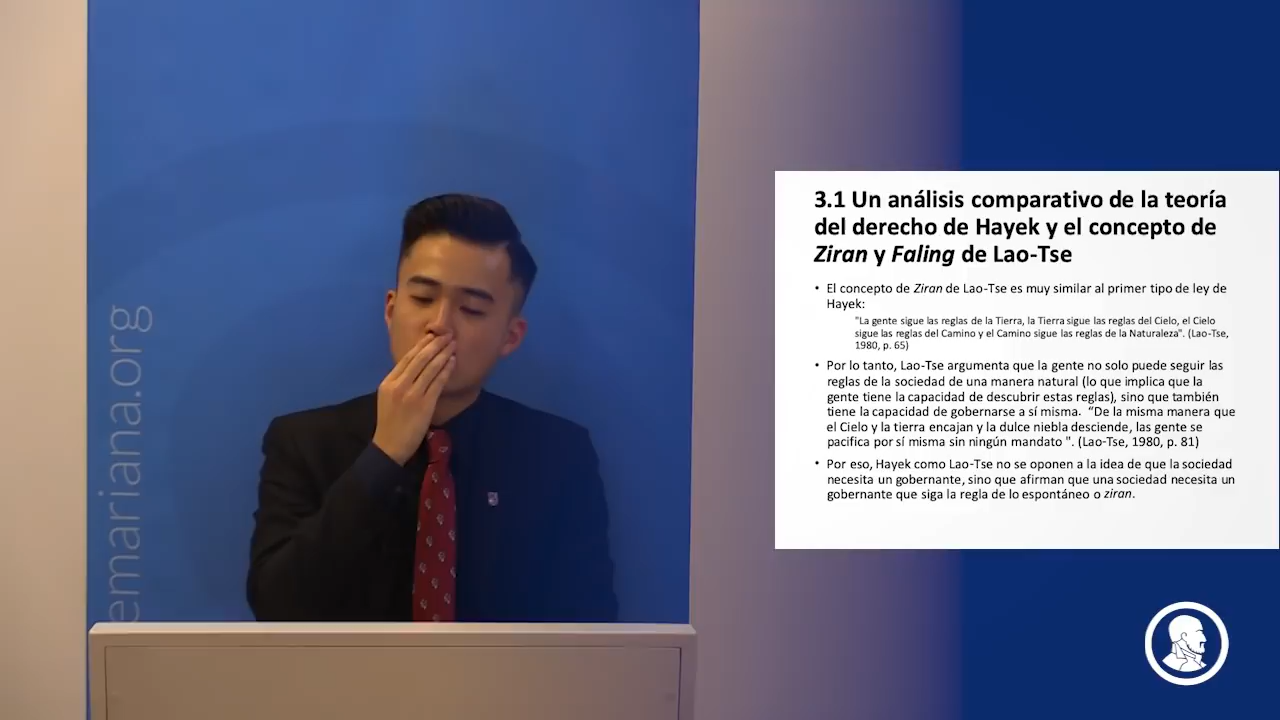 emariana.org
3.1 Un análisis comparativo de la teoría
del derecho de Hayek y el concepto de
Ziran y Faling de Lao-Tse
• El concepto de Ziran de Lao-Tse es muy similar al primer tipo de ley de
Hayek:
"La gente sigue las reglas de la Tierra, la Tierra sigue las reglas del Cielo, el Cielo
sigue las reglas del Camino y el Camino sigue las reglas de la Naturaleza". (Lao-Tse,
1980, p. 65)
• Por lo tanto, Lao-Tse argumenta que la gente no solo puede seguir las
reglas de la sociedad de una manera natural (lo que implica que la
gente tiene la capacidad de descubrir estas reglas), sino que también
tiene la capacidad de gobernarse a sí misma. “De la misma manera que
el Cielo y la tierra encajan y la dulce niebla desciende, las gente se
pacifica por sí misma sin ningún mandato ". (Lao-Tse, 1980, p. 81)
• Por eso, Hayek como Lao-Tse no se oponen a la idea de que la sociedad
necesita un gobernante, sino que afirman que una sociedad necesita un
gobernante que siga la regla de lo espontáneo o ziran.